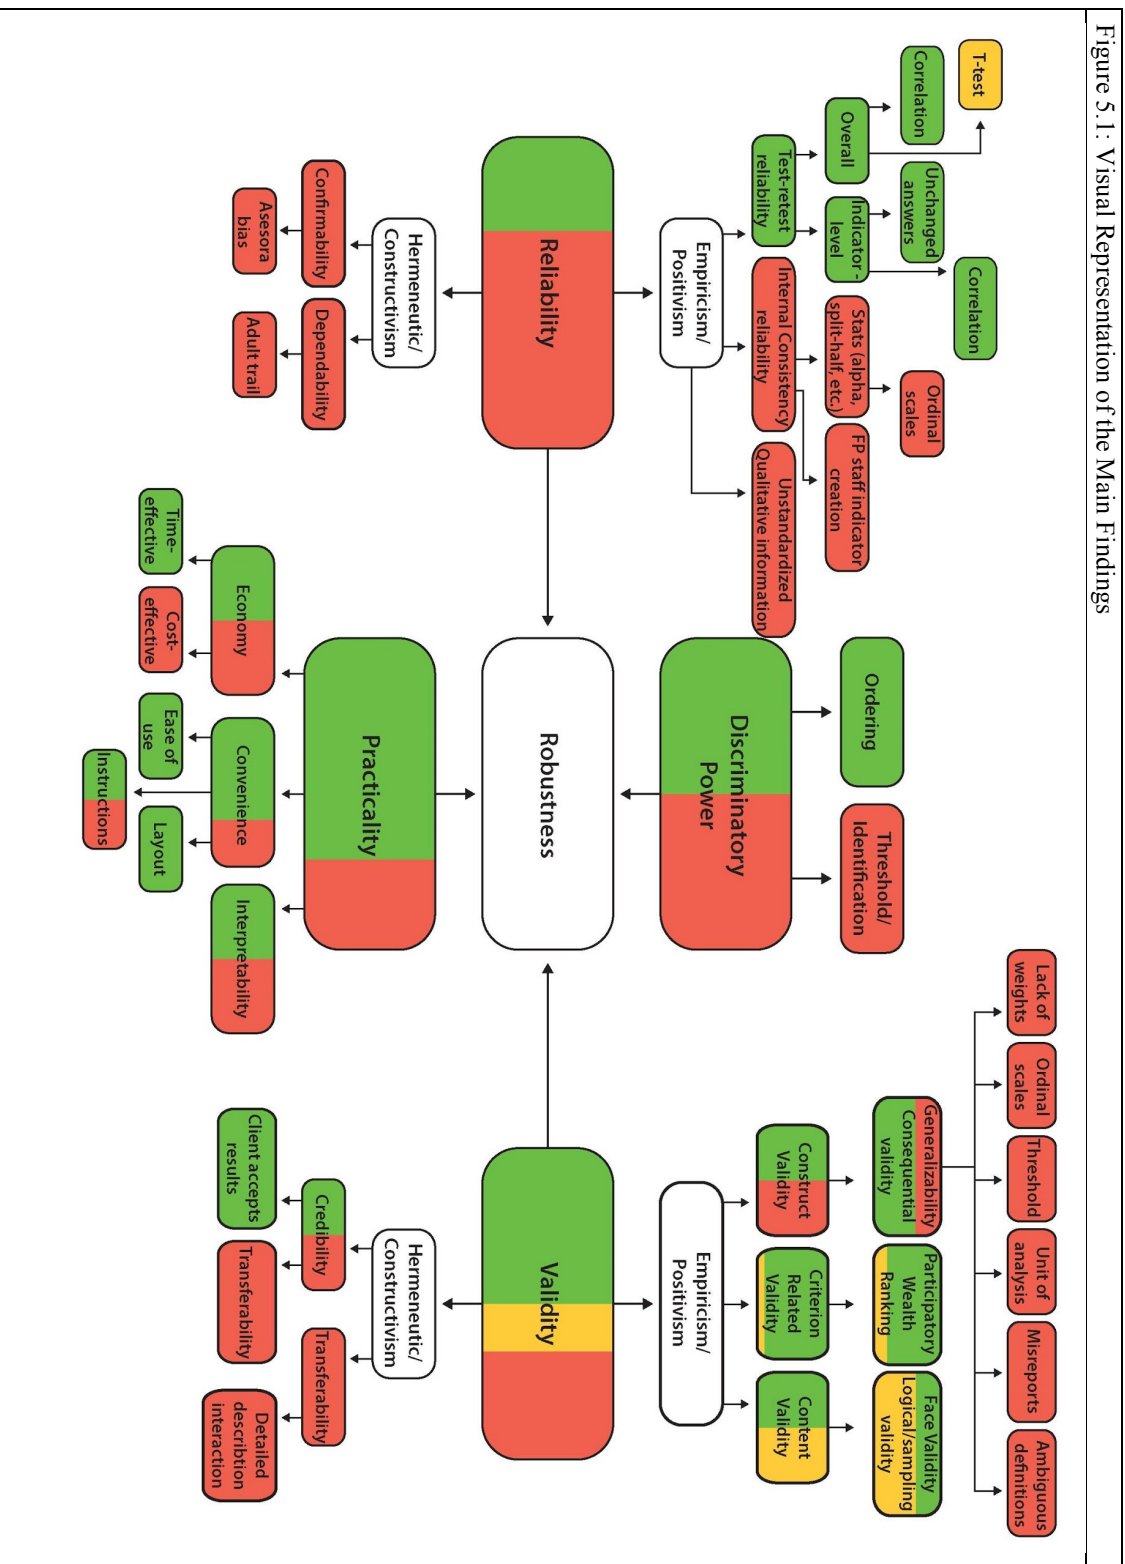 Figure 5.1: Visual Representation of the Main Findings
T-test
Correlation
Overall
Unchanged
answers
Indicator -
level
Correlation
Test-retest
reliability
Ordinal
scales
Stats (alpha,
split-half, etc.)
FP staff indicator
creation
Internal Consistency
reliability
Unstandardized
Qualitative information
Empiricism/
Positivism
Reliability
Hermeneutic/
Constructivism
Confirmability
Dependability
Asesora
bias
Adult trail
Ordering
Threshold/
Identification
Discriminatory
Power
Robustness
Practicality
Economy
Convenience
Interpretability
Time-
effective
Cost-
effective
Ease of
use
Layout
Instructions
Lack of
weights
Ordinal
scales
Threshold
Unit of
analysis
Misreports
Ambiguous
definitions
Generalizability
Consequential
validity
Participatory
Wealth
Ranking
Face Validity
Logical/sampling
validity
Construct
Validity
Criterion
Related
Validity
Content
Validity
Empiricism/
Positivism
Validity
Hermeneutic/
Constructivism
Credibility
Transferability
Client accepts
results
Transferability
Detailed
describtion
interaction